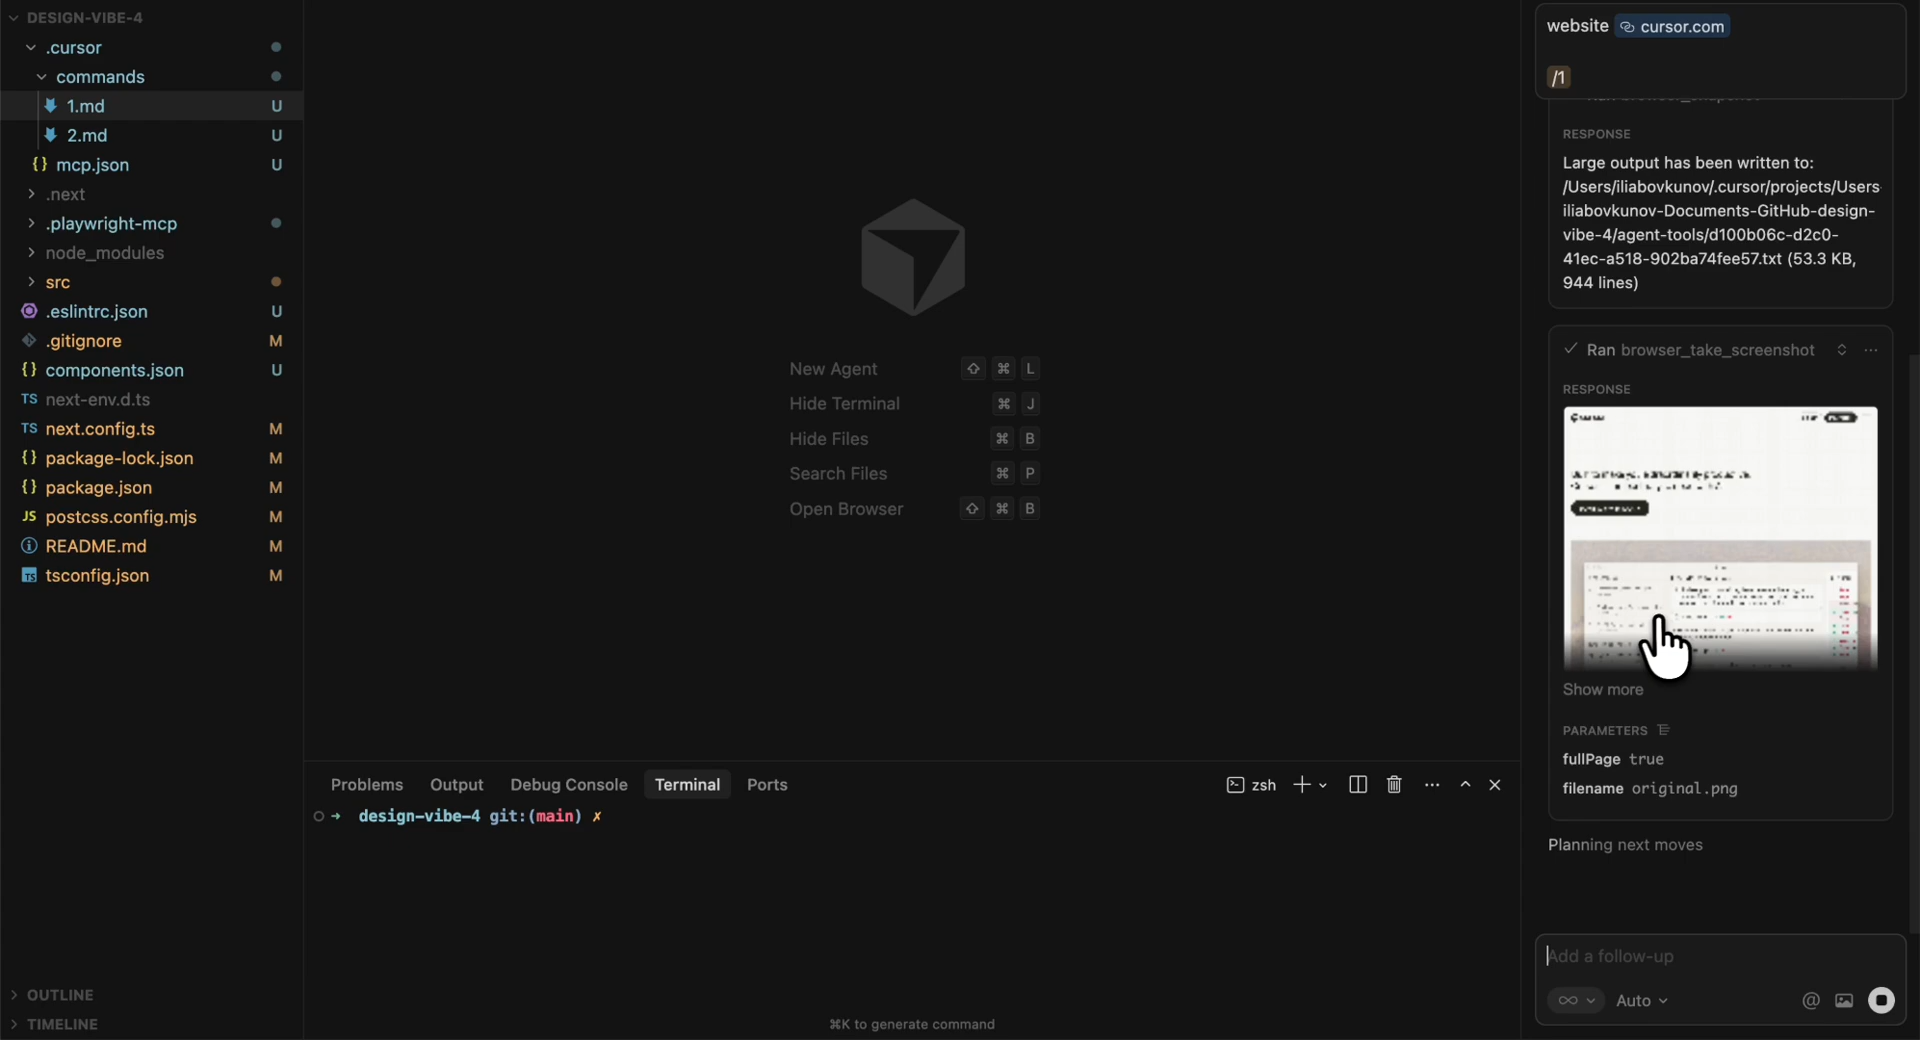 DESIGN-VIBE-4
.cursor
commands
1.md U
2.md U
{} mcp.json U
.next
.playwright-mcp
node_modules
src
.eslintrc.json U
.gitignore M
{} components.json U
TS next-env.d.ts
TS next.config.ts M
{} package-lock.json M
{} package.json M
JS postcss.config.mjs M
README.md M
TS tsconfig.json M
OUTLINE
TIMELINE
New Agent ⇧ ⌘ L
Hide Terminal ⌘ J
Hide Files ⌘ B
Search Files ⌘ P
Open Browser ⇧ ⌘ B
Problems Output Debug Console Terminal Ports
zsh
→ design-vibe-4 git:(main) ✗
⌘K to generate command
website cursor.com
/1
RESPONSE
Large output has been written to:
/Users/iliabovkunov/.cursor/projects/Users-
iliabovkunov-Documents-GitHub-design-
vibe-4/agent-tools/d100b06c-d2c0-
41ec-a518-902ba74fee57.txt (53.3 KB,
944 lines)
Ran browser_take_screenshot
RESPONSE
Show more
PARAMETERS
fullPage true
filename original.png
Planning next moves
Add a follow-up
Auto